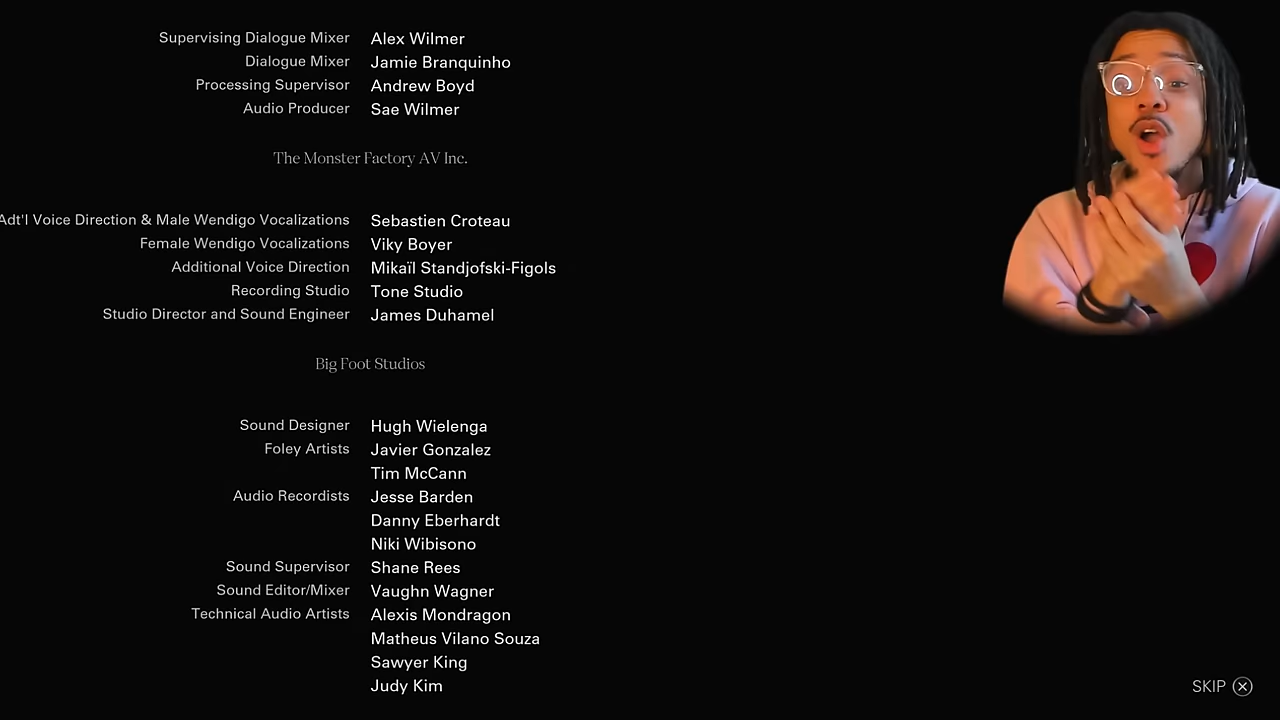 Supervising Dialogue Mixer Alex Wilmer
Dialogue Mixer Jamie Branquinho
Processing Supervisor Andrew Boyd
Audio Producer Sae Wilmer
The Monster Factory AV Inc.
Adt'l Voice Direction & Male Wendigo Vocalizations Sebastien Croteau
Female Wendigo Vocalizations Viky Boyer
Additional Voice Direction Mikaïl Standjofski-Figols
Recording Studio Tone Studio
Studio Director and Sound Engineer James Duhamel
Big Foot Studios
Sound Designer Hugh Wielenga
Foley Artists Javier Gonzalez
Tim McCann
Audio Recordists Jesse Barden
Danny Eberhardt
Niki Wibisono
Sound Supervisor Shane Rees
Sound Editor/Mixer Vaughn Wagner
Technical Audio Artists Alexis Mondragon
Matheus Vilano Souza
Sawyer King
Judy Kim
SKIP